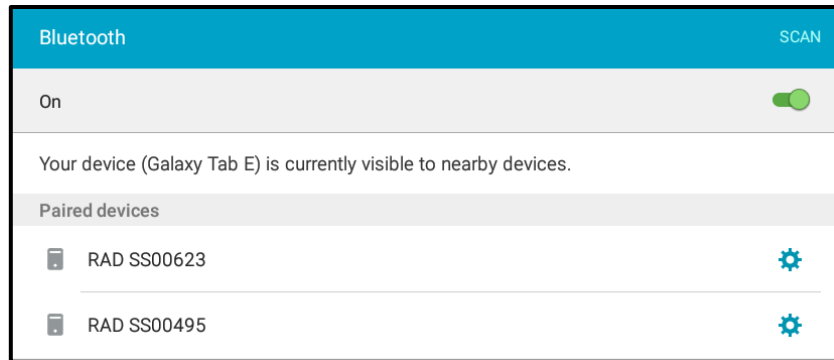 Bluetooth SCAN
On
Your device (Galaxy Tab E) is currently visible to nearby devices.
Paired devices
RAD SS00623
RAD SS00495